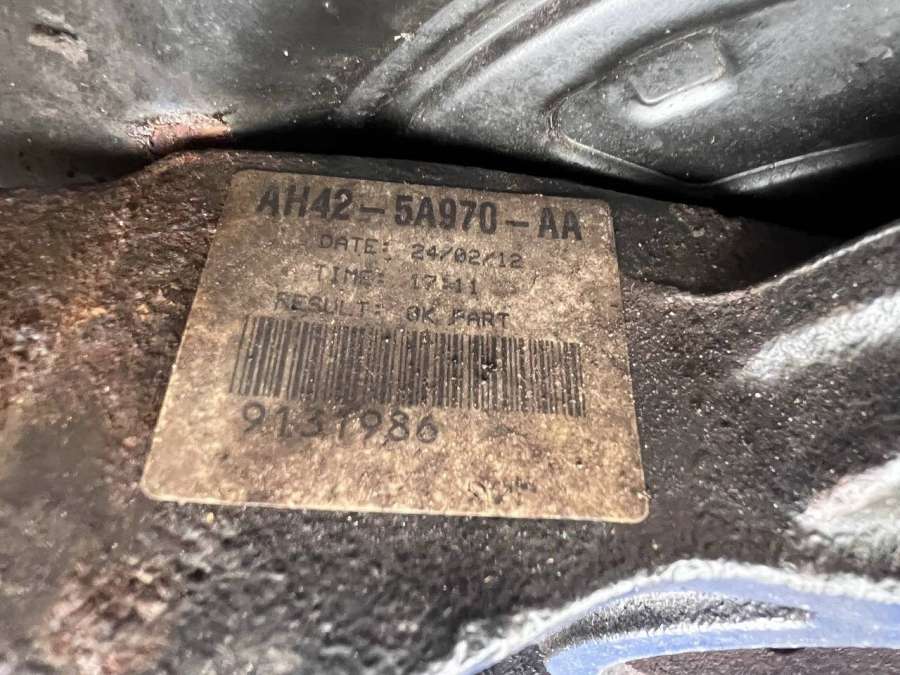 AH42-5A970-AA
DATE: 24/02/12
TIME: 17:11
RESULT: OK PART
9137986